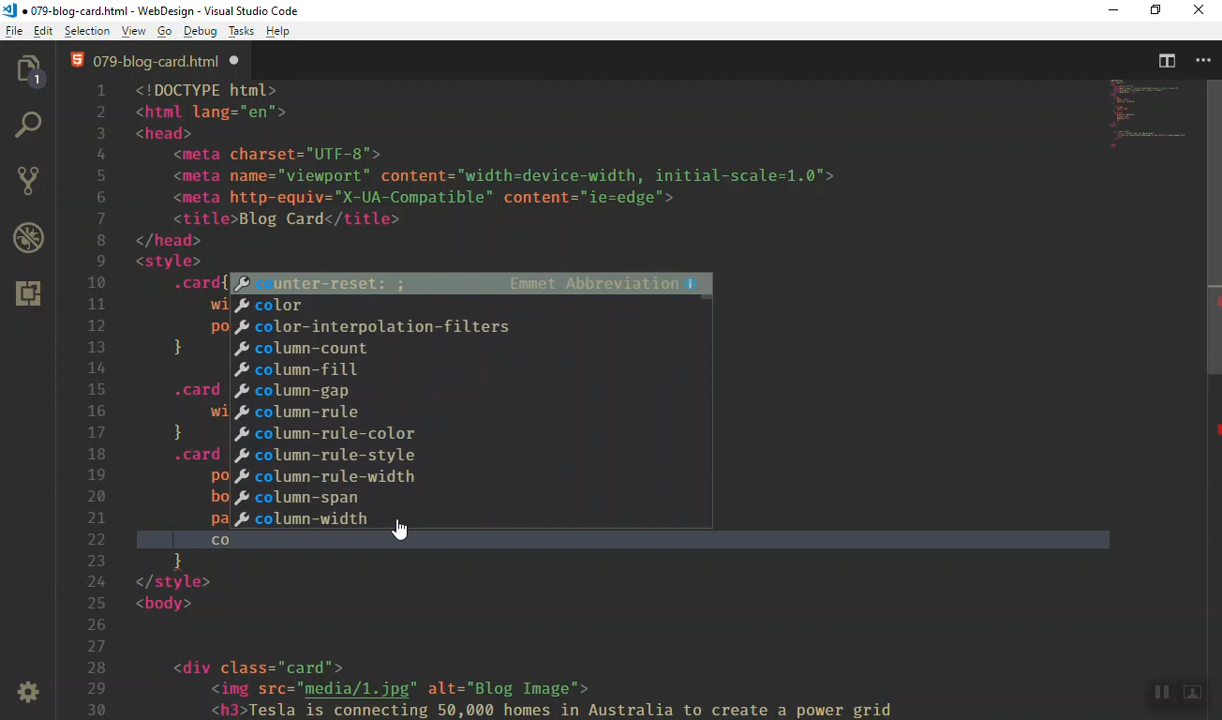 ● 079-blog-card.html - WebDesign - Visual Studio Code
File Edit Selection View Go Debug Tasks Help
1
079-blog-card.html ●
1 <!DOCTYPE html>
2 <html lang="en">
3 <head>
4 <meta charset="UTF-8">
5 <meta name="viewport" content="width=device-width, initial-scale=1.0">
6 <meta http-equiv="X-UA-Compatible" content="ie=edge">
7 <title>Blog Card</title>
8 </head>
9 <style>
10 .card{ counter-reset: ; Emmet Abbreviation
11 wi color
12 po color-interpolation-filters
13 } column-count
14 column-fill
15 .card column-gap
16 wi column-rule
17 } column-rule-color
18 .card column-rule-style
19 po column-rule-width
20 bo column-span
21 pa column-width
22 co
23 }
24 </style>
25 <body>
26
27
28 <div class="card">
29 <img src="media/1.jpg" alt="Blog Image">
30 <h3>Tesla is connecting 50,000 homes in Australia to create a power grid